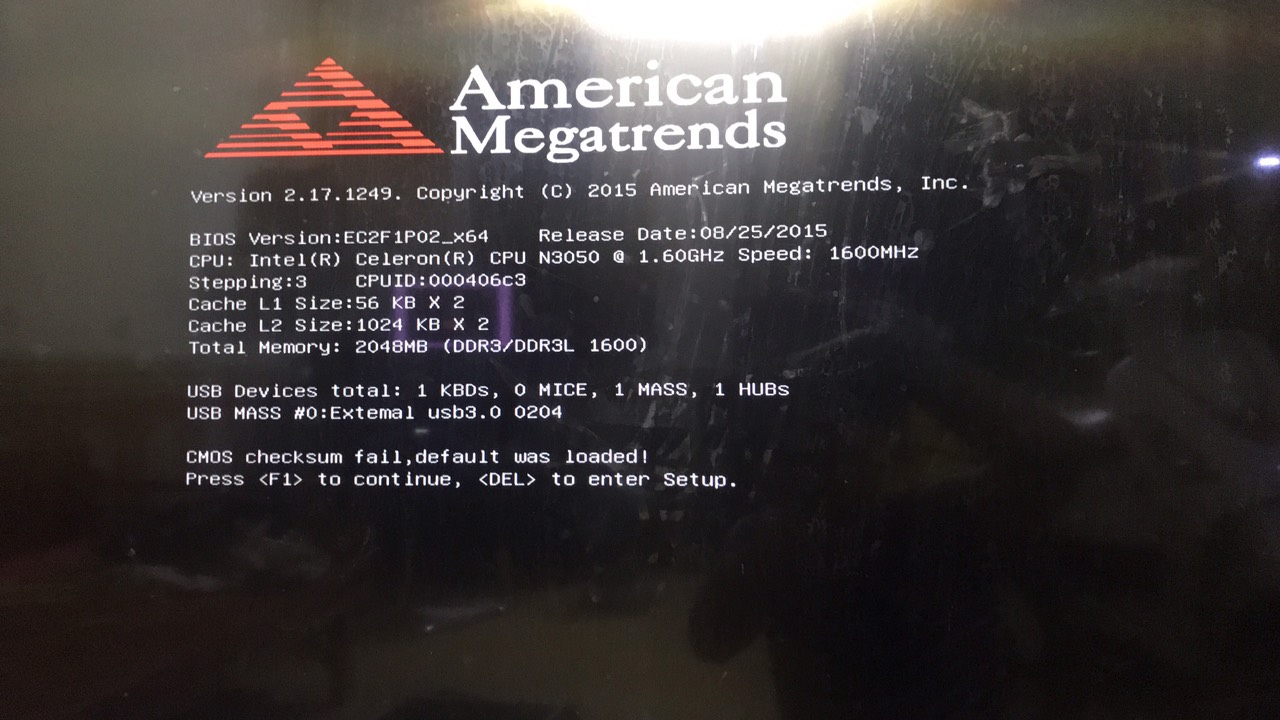 American
Megatrends
Version 2.17.1249. Copyright (C) 2015 American Megatrends, Inc.
BIOS Version:EC2F1P02_x64    Release Date:08/25/2015
CPU: Intel(R) Celeron(R) CPU N3050 @ 1.60GHz Speed: 1600MHz
Stepping:3    CPUID:000406c3
Cache L1 Size:56 KB X 2
Cache L2 Size:1024 KB X 2
Total Memory: 2048MB (DDR3/DDR3L 1600)
USB Devices total: 1 KBDs, 0 MICE, 1 MASS, 1 HUBs
USB MASS #0:Extemal usb3.0 0204
CMOS checksum fail,default was loaded!
Press <F1> to continue, <DEL> to enter Setup.